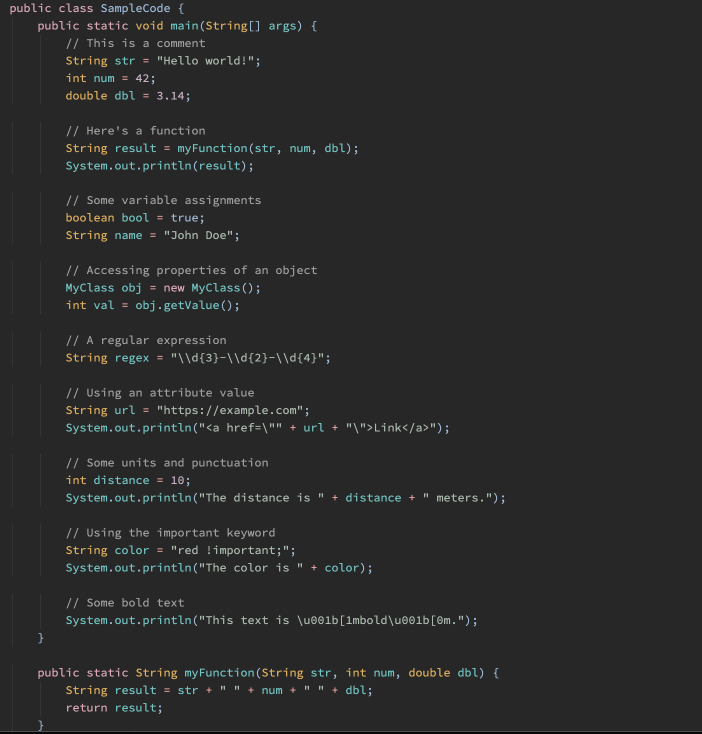 public class SampleCode {
    public static void main(String[] args) {
        // This is a comment
        String str = "Hello world!";
        int num = 42;
        double dbl = 3.14;

        // Here's a function
        String result = myFunction(str, num, dbl);
        System.out.println(result);

        // Some variable assignments
        boolean bool = true;
        String name = "John Doe";

        // Accessing properties of an object
        MyClass obj = new MyClass();
        int val = obj.getValue();

        // A regular expression
        String regex = "\\d{3}-\\d{2}-\\d{4}";

        // Using an attribute value
        String url = "https://example.com";
        System.out.println("<a href=\"" + url + "\">Link</a>");

        // Some units and punctuation
        int distance = 10;
        System.out.println("The distance is " + distance + " meters.");

        // Using the important keyword
        String color = "red !important;";
        System.out.println("The color is " + color);

        // Some bold text
        System.out.println("This text is \u001b[1mbold\u001b[0m.");
    }

    public static String myFunction(String str, int num, double dbl) {
        String result = str + " " + num + " " + dbl;
        return result;
    }